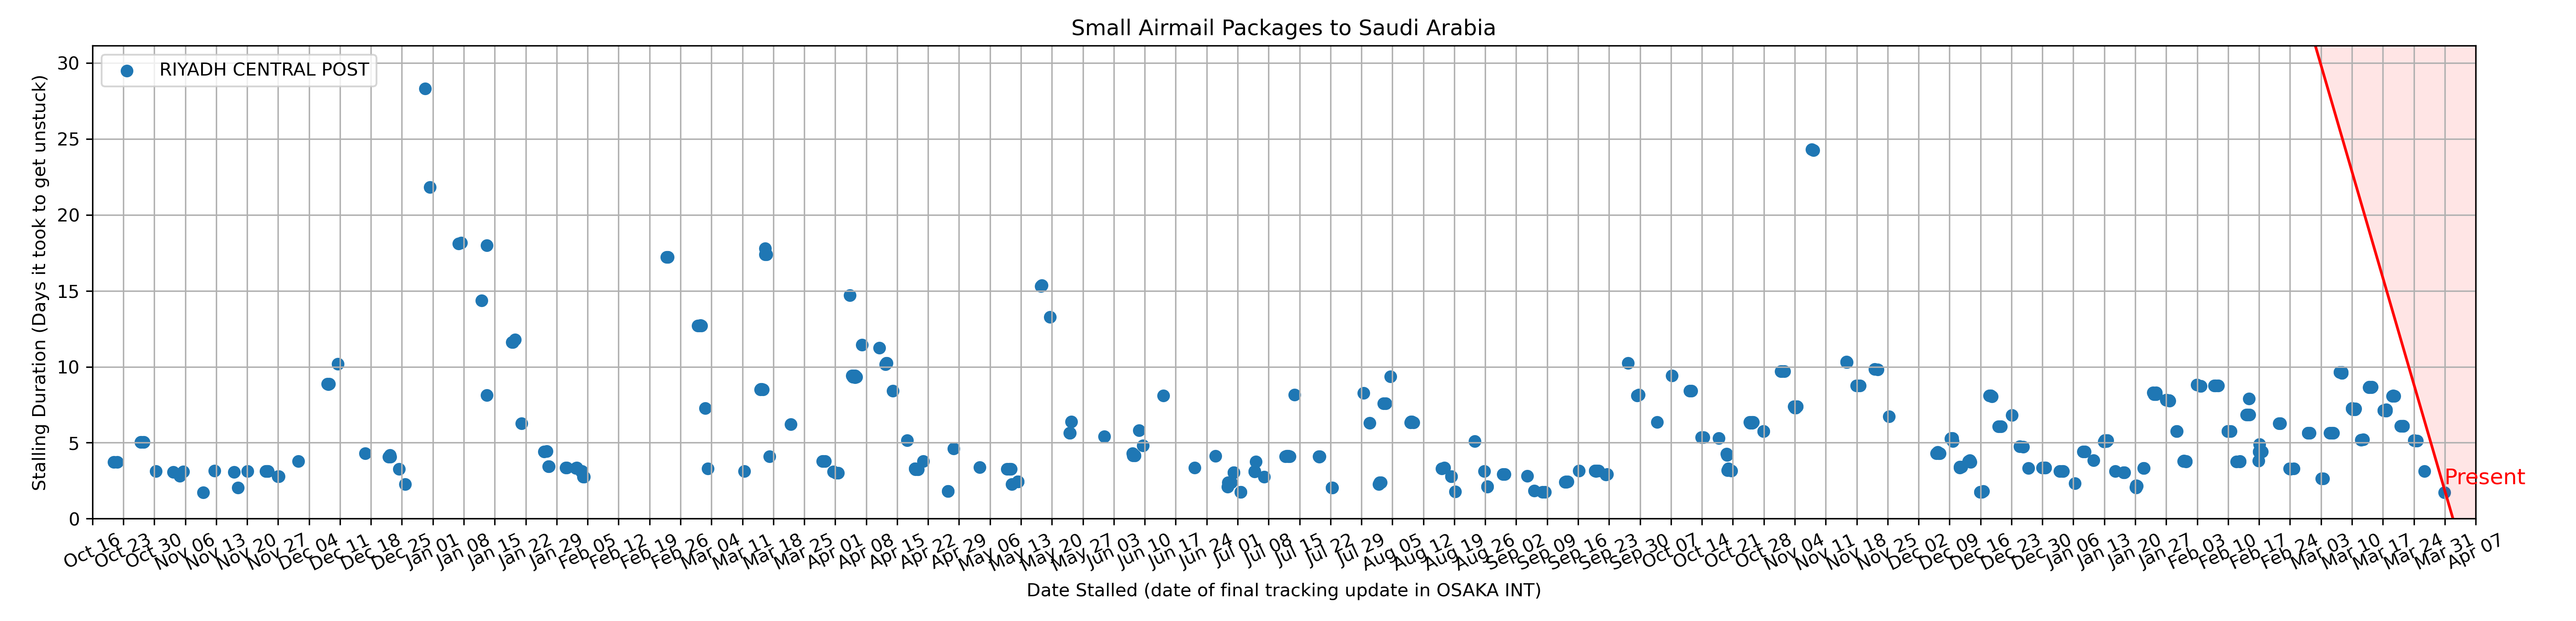 Small Airmail Packages to Saudi Arabia
RIYADH CENTRAL POST
Stalling Duration (Days it took to get unstuck)
30
25
20
15
10
5
0
Present
Oct 16 Oct 23 Oct 30 Nov 06 Nov 13 Nov 20 Nov 27 Dec 04 Dec 11 Dec 18 Dec 25 Jan 01 Jan 08 Jan 15 Jan 22 Jan 29 Feb 05 Feb 12 Feb 19 Feb 26 Mar 04 Mar 11 Mar 18 Mar 25 Apr 01 Apr 08 Apr 15 Apr 22 Apr 29 May 06 May 13 May 20 May 27 Jun 03 Jun 10 Jun 17 Jun 24 Jul 01 Jul 08 Jul 15 Jul 22 Jul 29 Aug 05 Aug 12 Aug 19 Aug 26 Sep 02 Sep 09 Sep 16 Sep 23 Sep 30 Oct 07 Oct 14 Oct 21 Oct 28 Nov 04 Nov 11 Nov 18 Nov 25 Dec 02 Dec 09 Dec 16 Dec 23 Dec 30 Jan 06 Jan 13 Jan 20 Jan 27 Feb 03 Feb 10 Feb 17 Feb 24 Mar 03 Mar 10 Mar 17 Mar 24 Mar 31 Apr 07
Date Stalled (date of final tracking update in OSAKA INT)